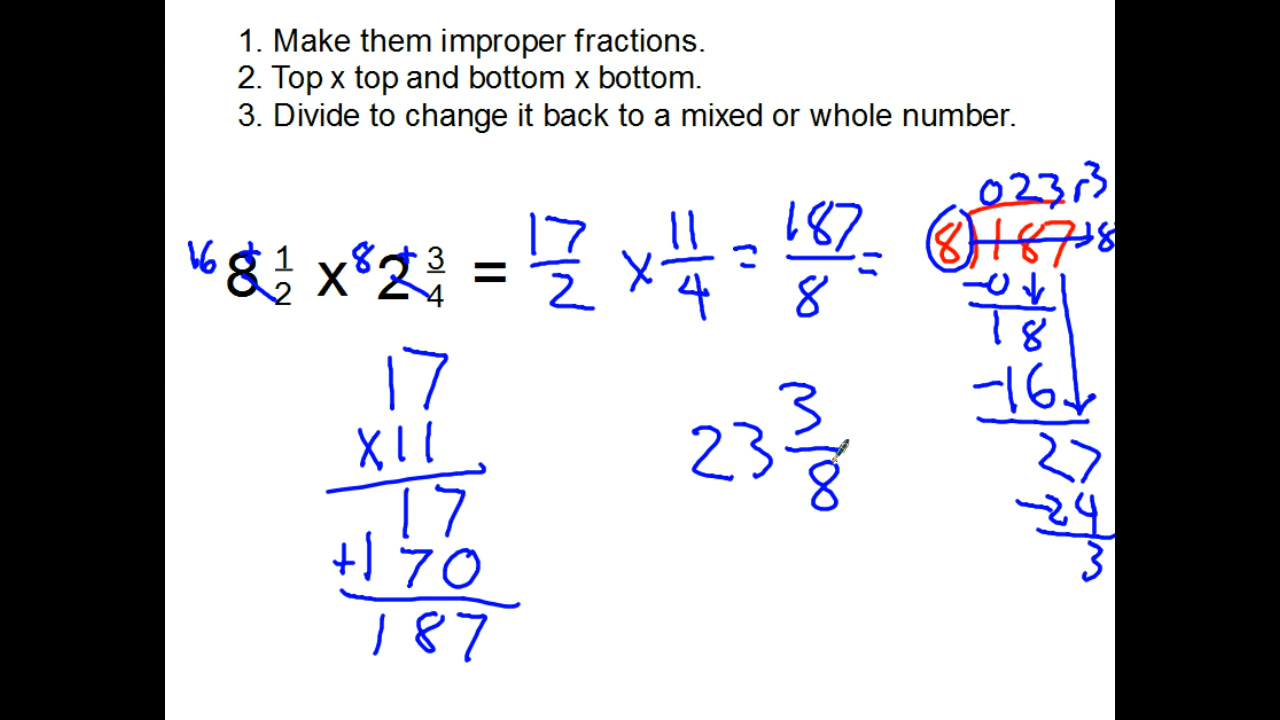 1. Make them improper fractions.
2. Top x top and bottom x bottom.
3. Divide to change it back to a mixed or whole number.
16 8 + 1/2 x 8 2 + 3/4 = 17/2 x 11/4 = 187/8 =
023 r3
8)187 8
-0
18
-16
27
-24
3
17
x11
17
+170
187
23 3/8